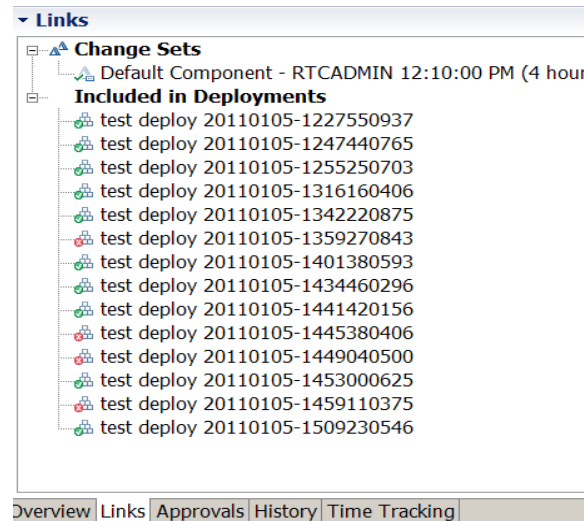 Links
Change Sets
Default Component - RTCADMIN 12:10:00 PM (4 hour
Included in Deployments
test deploy 20110105-1227550937
test deploy 20110105-1247440765
test deploy 20110105-1255250703
test deploy 20110105-1316160406
test deploy 20110105-1342220875
test deploy 20110105-1359270843
test deploy 20110105-1401380593
test deploy 20110105-1434460296
test deploy 20110105-1441420156
test deploy 20110105-1445380406
test deploy 20110105-1449040500
test deploy 20110105-1453000625
test deploy 20110105-1459110375
test deploy 20110105-1509230546
Overview Links Approvals History Time Tracking